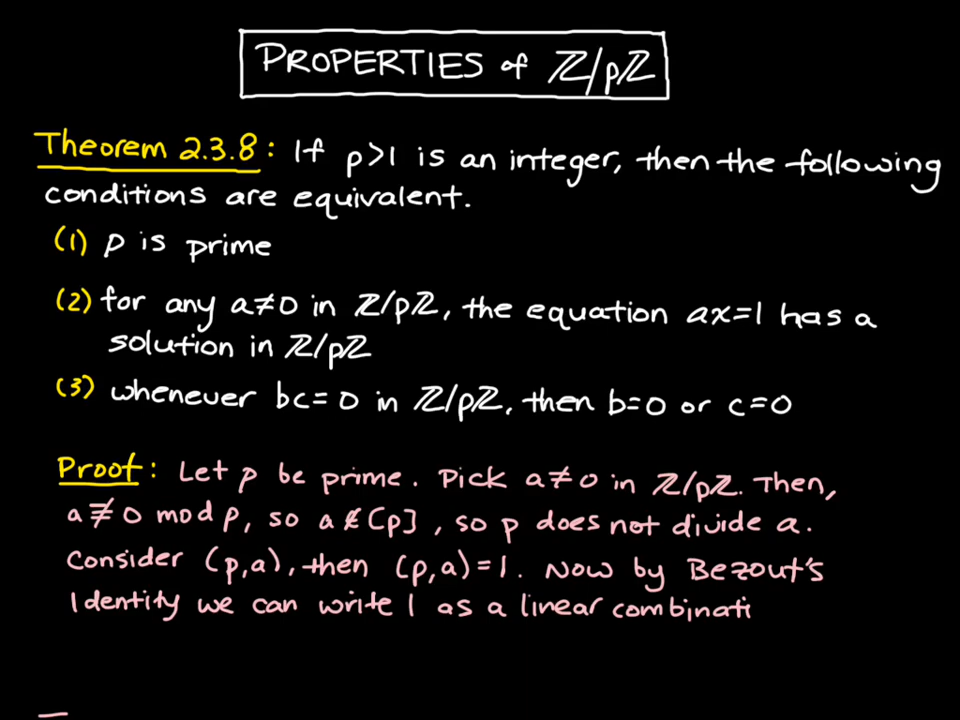 PROPERTIES of ℤ/pℤ
Theorem 2.3.8: If p>1 is an integer, then the following
conditions are equivalent.
(1) p is prime
(2) for any a≠0 in ℤ/pℤ, the equation ax=1 has a
solution in ℤ/pℤ
(3) whenever bc=0 in ℤ/pℤ, then b=0 or c=0
Proof: Let p be prime. Pick a≠0 in ℤ/pℤ. Then,
a≢0 mod p, so a∉[p], so p does not divide a.
Consider (p,a), then (p,a)=1. Now by Bezout's
Identity we can write 1 as a linear combinati